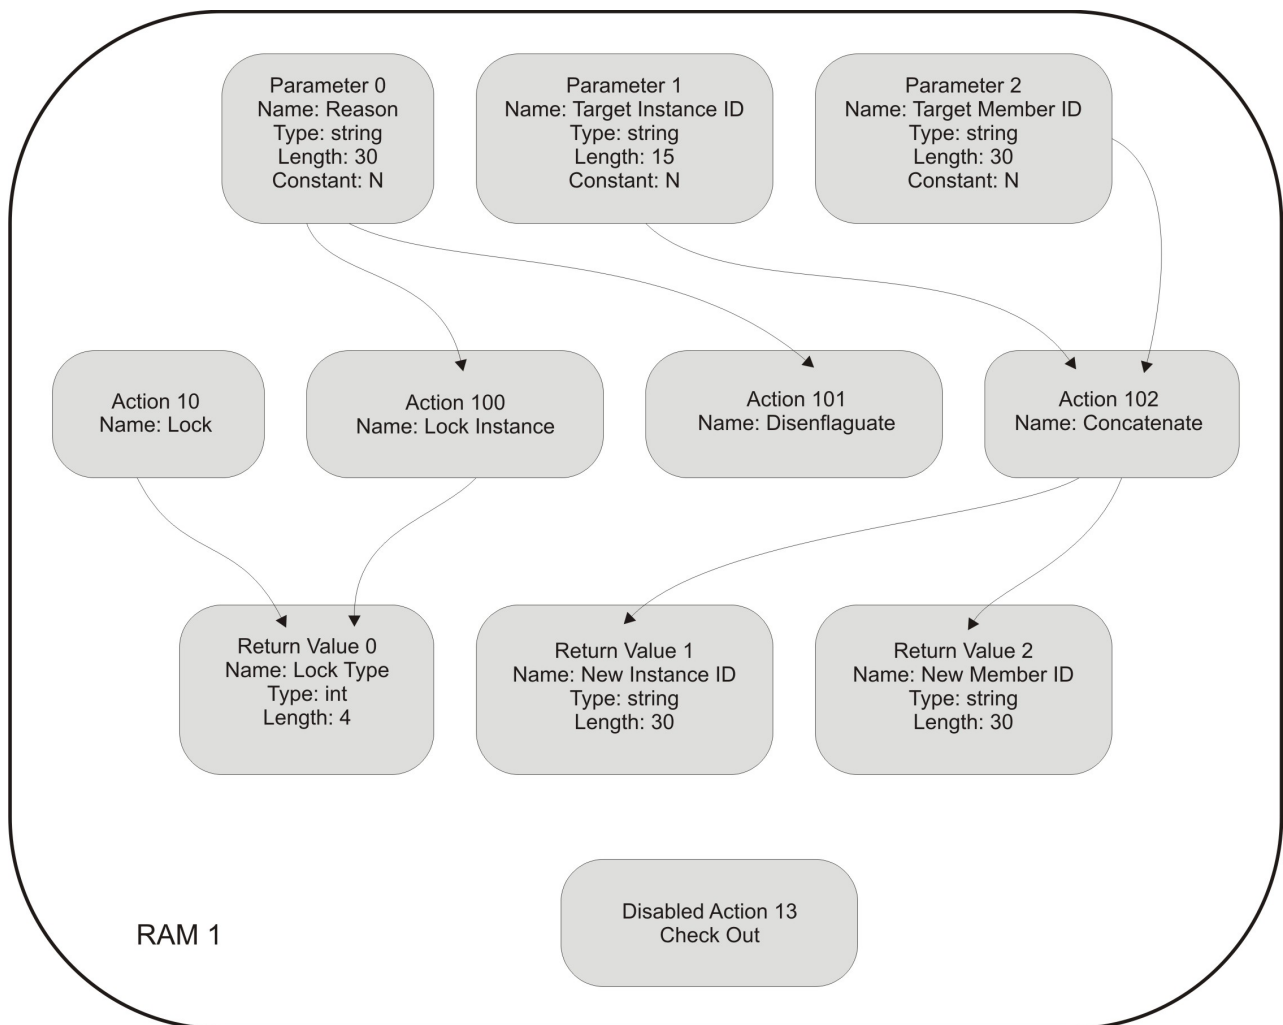 Parameter 0
Name: Reason
Type: string
Length: 30
Constant: N
Parameter 1
Name: Target Instance ID
Type: string
Length: 15
Constant: N
Parameter 2
Name: Target Member ID
Type: string
Length: 30
Constant: N
Action 10
Name: Lock
Action 100
Name: Lock Instance
Action 101
Name: Disenflaguate
Action 102
Name: Concatenate
Return Value 0
Name: Lock Type
Type: int
Length: 4
Return Value 1
Name: New Instance ID
Type: string
Length: 30
Return Value 2
Name: New Member ID
Type: string
Length: 30
Disabled Action 13
Check Out
RAM 1